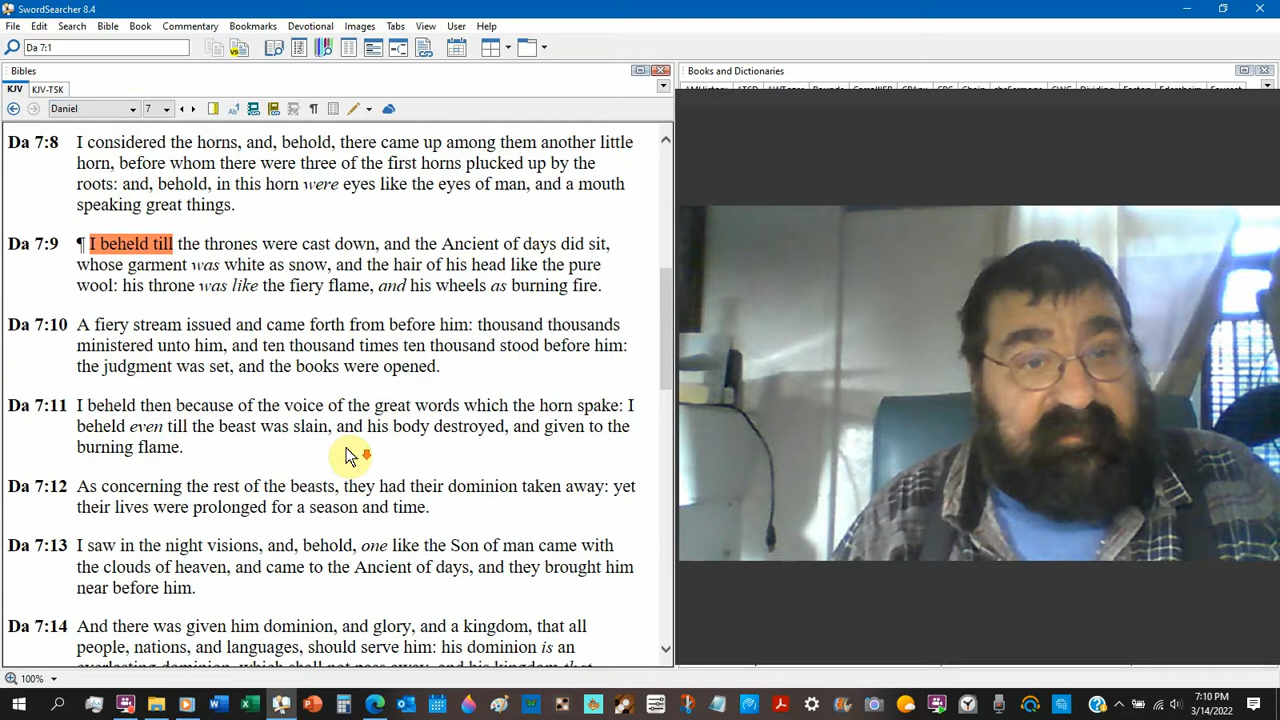 SwordSearcher 8.4
File Edit Search Bible Book Commentary Bookmarks Devotional Images Tabs View User Help
Da 7:1
Bibles
Books and Dictionaries
KJV KJV-TSK
Daniel 7
Da 7:8 I considered the horns, and, behold, there came up among them another little
horn, before whom there were three of the first horns plucked up by the
roots: and, behold, in this horn were eyes like the eyes of man, and a mouth
speaking great things.
Da 7:9 ¶ I beheld till the thrones were cast down, and the Ancient of days did sit,
whose garment was white as snow, and the hair of his head like the pure
wool: his throne was like the fiery flame, and his wheels as burning fire.
Da 7:10 A fiery stream issued and came forth from before him: thousand thousands
ministered unto him, and ten thousand times ten thousand stood before him:
the judgment was set, and the books were opened.
Da 7:11 I beheld then because of the voice of the great words which the horn spake: I
beheld even till the beast was slain, and his body destroyed, and given to the
burning flame.
Da 7:12 As concerning the rest of the beasts, they had their dominion taken away: yet
their lives were prolonged for a season and time.
Da 7:13 I saw in the night visions, and, behold, one like the Son of man came with
the clouds of heaven, and came to the Ancient of days, and they brought him
near before him.
Da 7:14 And there was given him dominion, and glory, and a kingdom, that all
people, nations, and languages, should serve him: his dominion is an
everlasting dominion, which shall not pass away, and his kingdom that
100%
7:10 PM
3/14/2022